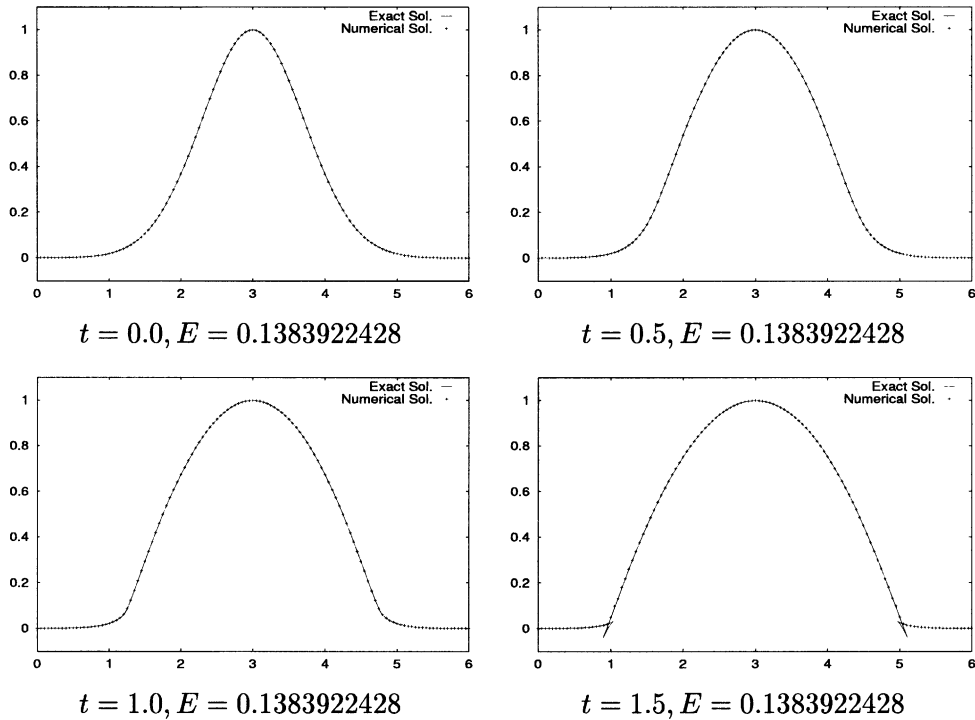 Exact Sol.
Numerical Sol.
1
0.8
0.6
0.4
0.2
0
0 1 2 3 4 5 6
t = 0.0, E = 0.1383922428
Exact Sol.
Numerical Sol.
1
0.8
0.6
0.4
0.2
0
0 1 2 3 4 5 6
t = 0.5, E = 0.1383922428
Exact Sol.
Numerical Sol.
1
0.8
0.6
0.4
0.2
0
0 1 2 3 4 5 6
t = 1.0, E = 0.1383922428
Exact Sol.
Numerical Sol.
1
0.8
0.6
0.4
0.2
0
0 1 2 3 4 5 6
t = 1.5, E = 0.1383922428